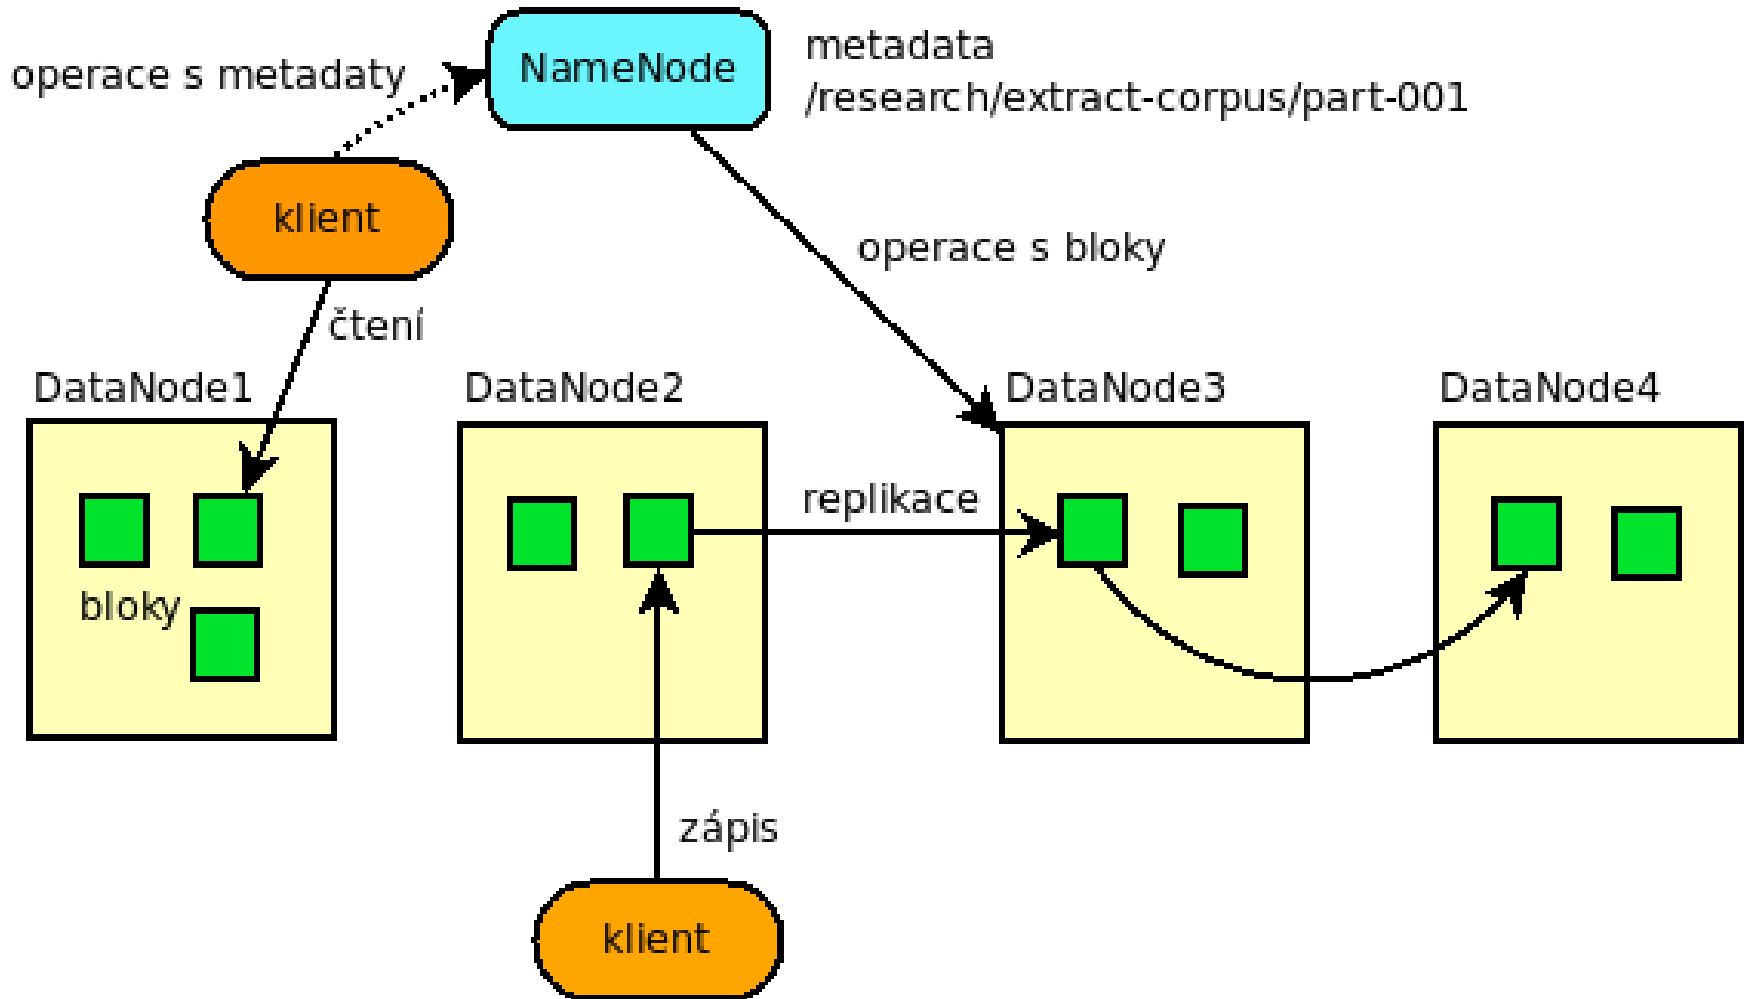 operace s metadaty
NameNode
metadata
/research/extract-corpus/part-001
klient
operace s bloky
čtení
DataNode1
DataNode2
DataNode3
DataNode4
replikace
bloky
zápis
klient